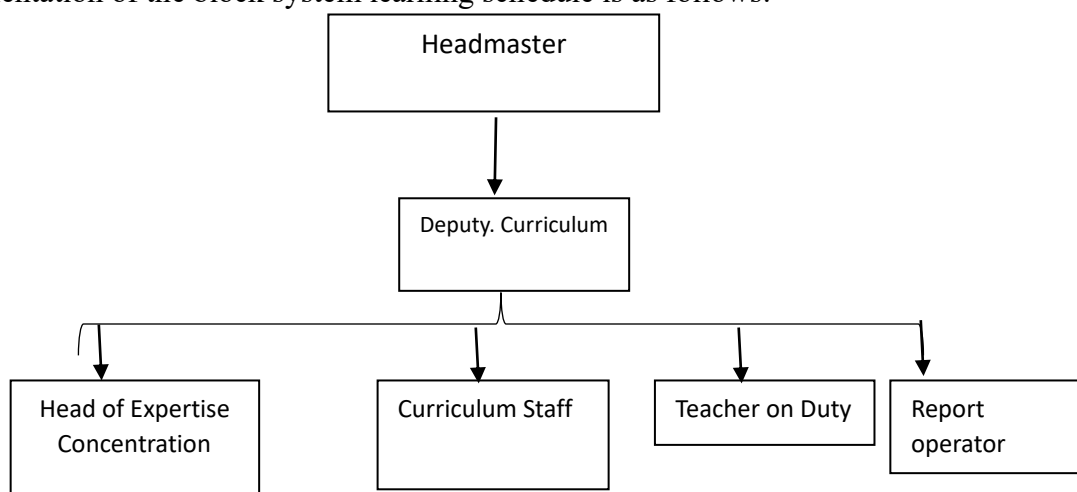 entation of the block system learning schedule is as follows:
Headmaster
Deputy. Curriculum
Head of Expertise
Concentration
Curriculum Staff
Teacher on Duty
Report
operator